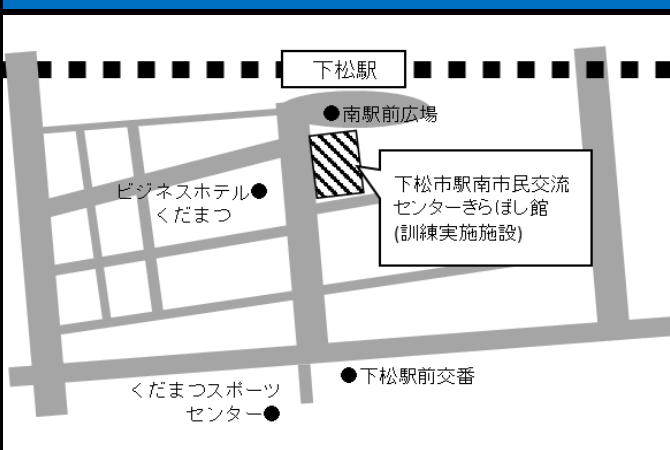 下松駅
●南駅前広場
下松市駅南市民交流
センターきらぼし館
(訓練実施施設)
ビジネスホテル●
くだまつ
●下松駅前交番
くだまつスポーツ
センター●